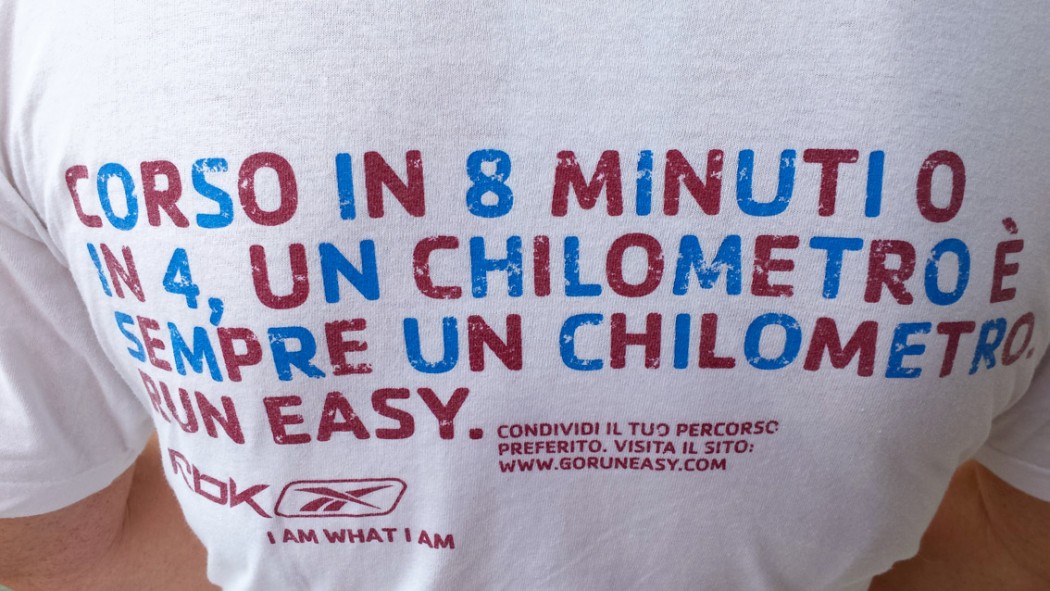 CORSO IN 8 MINUTI O
IN 4, UN CHILOMETRO È
SEMPRE UN CHILOMETRO.
RUN EASY.
CONDIVIDI IL TUO PERCORSO
PREFERITO. VISITA IL SITO:
WWW.GORUNEASY.COM
rbk
I AM WHAT I AM